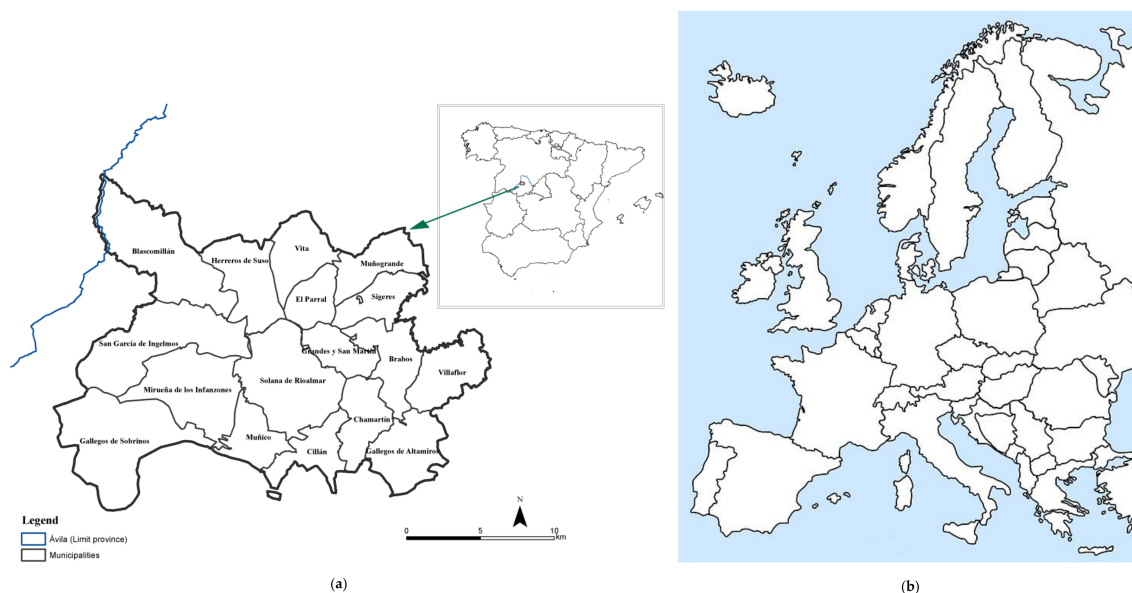 Blascomillán
Herreros de Suso
Vita
Muñogrande
El Parral
Sigeres
San García de Ingelmos
Grandes y San Martín
Brabos
Villaflor
Mirueña de los Infanzones
Solana de Rioalmar
Chamartín
Gallegos de Sobrinos
Muñico
Cillán
Gallegos de Altamiros
N
Legend
Ávila (Limit province)
Municipalities
0 5 10
km
(a)
(b)